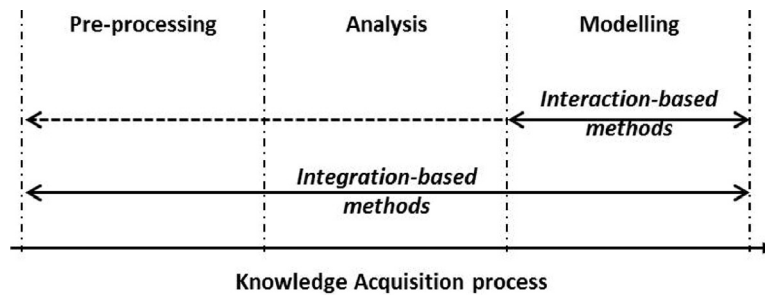 Pre-processing
Analysis
Modelling
Interaction-based
methods
Integration-based
methods
Knowledge Acquisition process